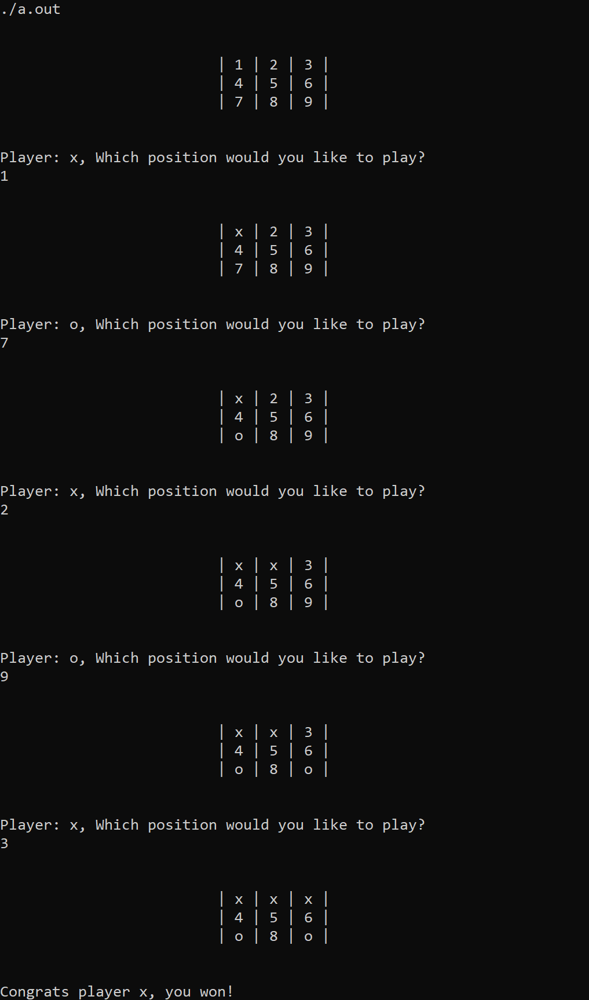 ./a.out
| 1 | 2 | 3 |
| 4 | 5 | 6 |
| 7 | 8 | 9 |
Player: x, Which position would you like to play?
1
| x | 2 | 3 |
| 4 | 5 | 6 |
| 7 | 8 | 9 |
Player: o, Which position would you like to play?
7
| x | 2 | 3 |
| 4 | 5 | 6 |
| o | 8 | 9 |
Player: x, Which position would you like to play?
2
| x | x | 3 |
| 4 | 5 | 6 |
| o | 8 | 9 |
Player: o, Which position would you like to play?
9
| x | x | 3 |
| 4 | 5 | 6 |
| o | 8 | o |
Player: x, Which position would you like to play?
3
| x | x | x |
| 4 | 5 | 6 |
| o | 8 | o |
Congrats player x, you won!